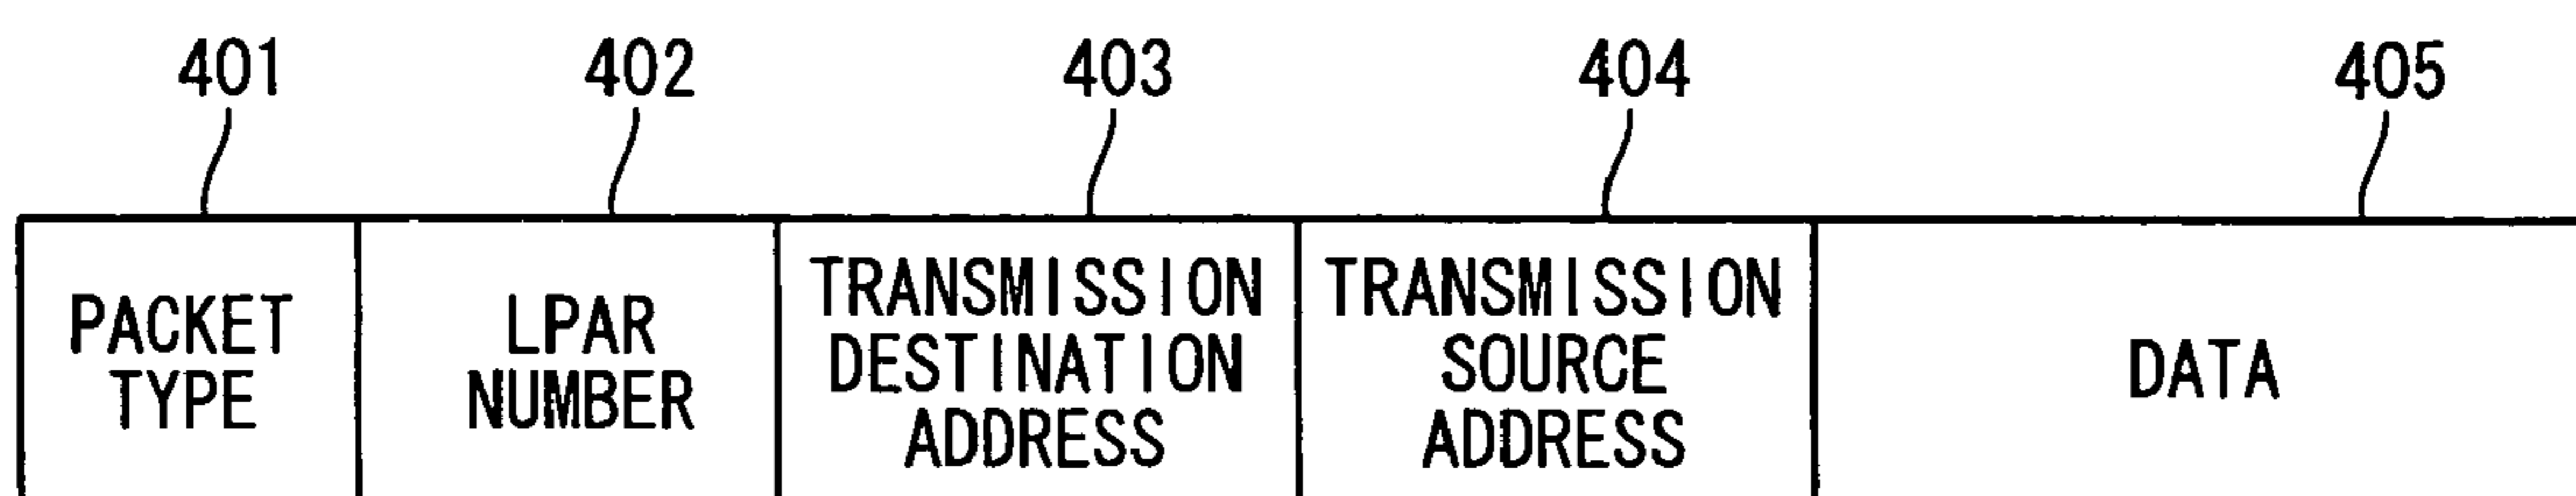 401 402 403 404 405
PACKET
TYPE
LPAR
NUMBER
TRANSMISSION
DESTINATION
ADDRESS
TRANSMISSION
SOURCE
ADDRESS
DATA